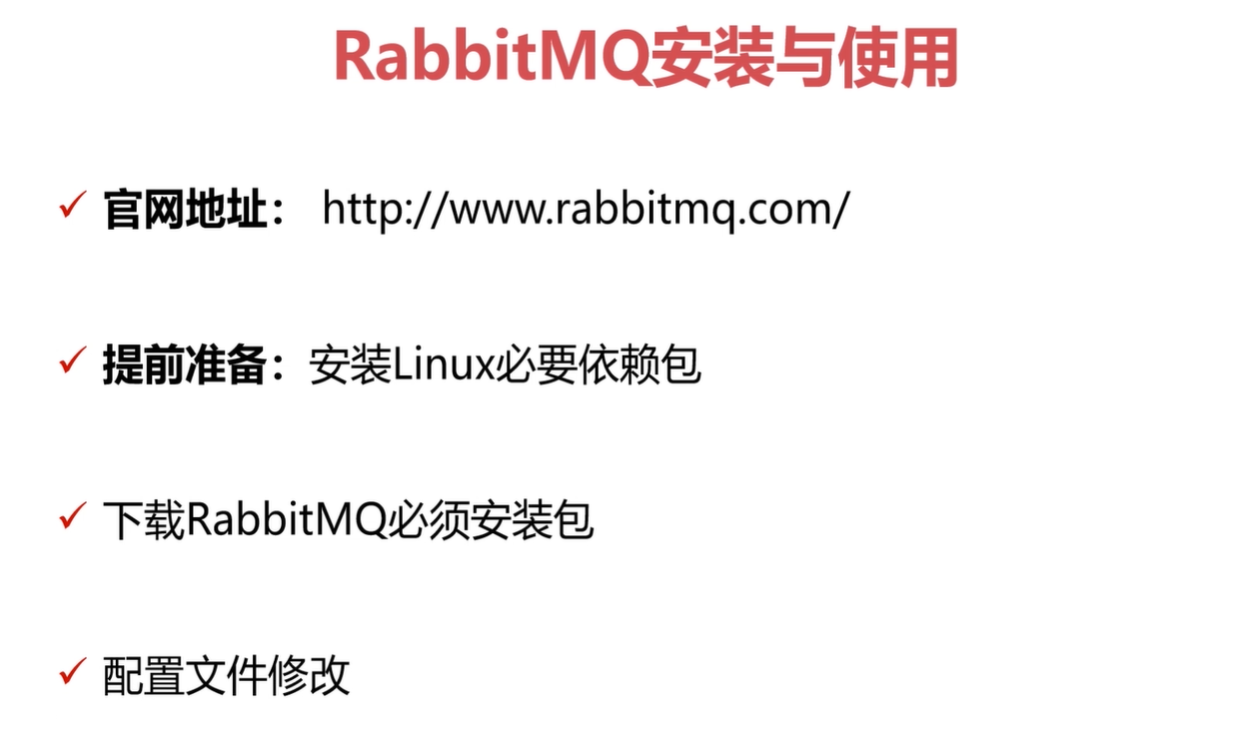 RabbitMQ安装与使用
官网地址： http://www.rabbitmq.com/
提前准备：安装Linux必要依赖包
下载RabbitMQ必须安装包
配置文件修改